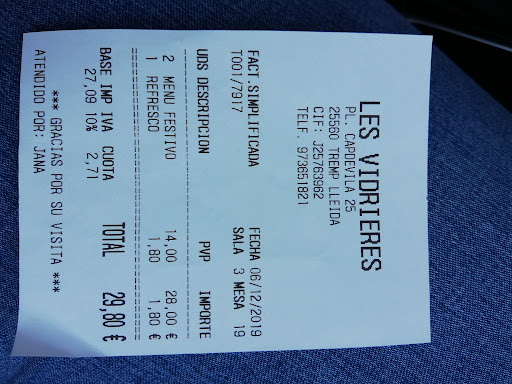 LES VIDRIERES
PL. CAPDEVILA 25
25560 TREMP LLEIDA
CIF: J25763962
TELF. 973651821
FACT.SIMPLIFICADA FECHA 06/12/2019
T001/7917 SALA 3 MESA 19
UDS DESCRIPCION PVP IMPORTE
2 MENU FESTIVO 14,00 28,00 €
1 REFRESCO 1,80 1,80 €
BASE IMP IVA CUOTA TOTAL 29,80 €
27,09 10% 2,71
*** GRACIAS POR SU VISITA ***
ATENDIDO POR: JANA